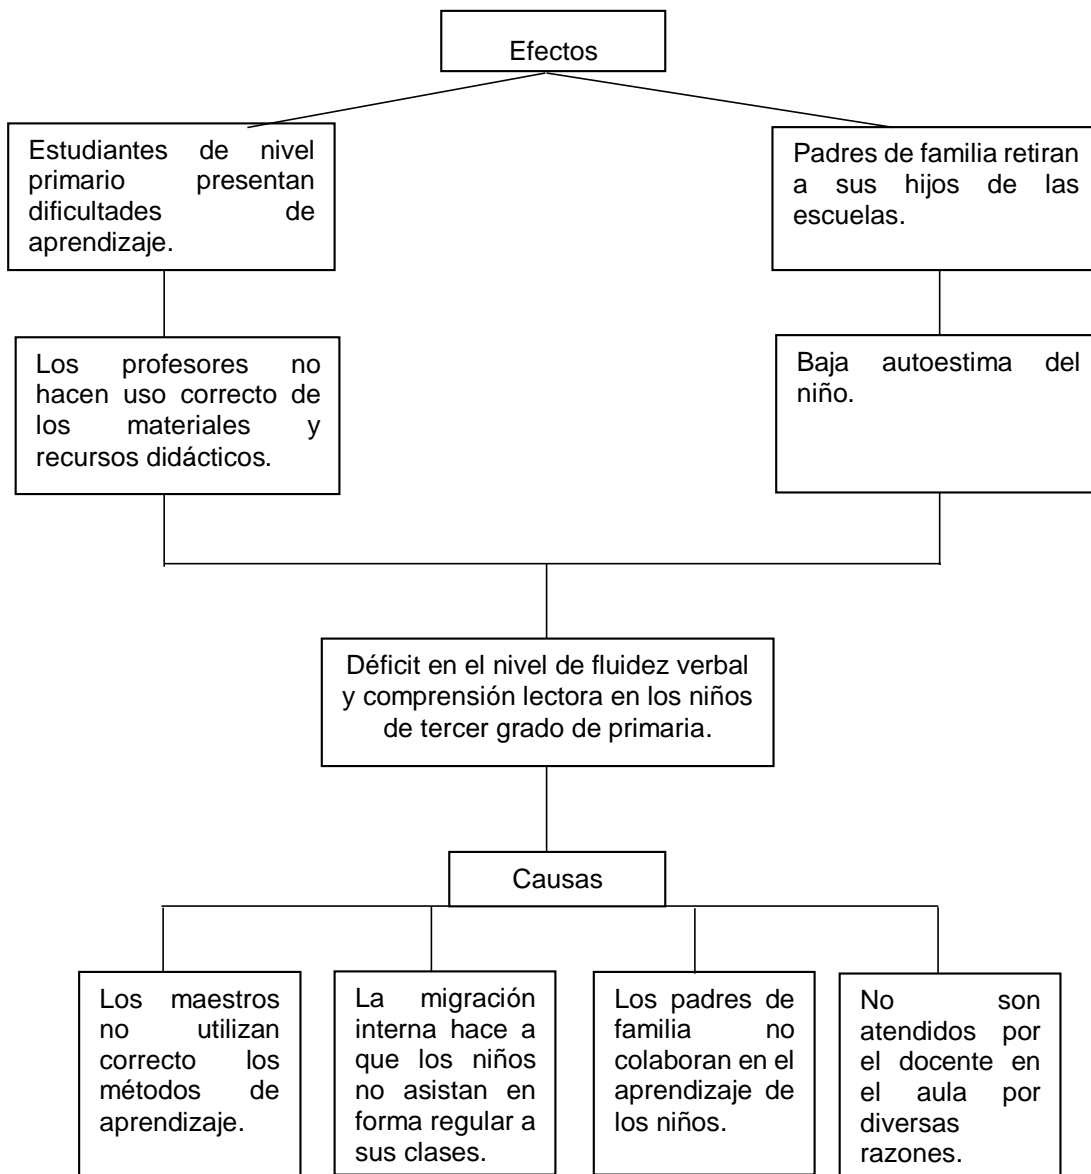 Efectos
Estudiantes de nivel
primario presentan
dificultades de
aprendizaje.
Padres de familia retiran
a sus hijos de las
escuelas.
Los profesores no
hacen uso correcto de
los materiales y
recursos didácticos.
Baja autoestima del
niño.
Déficit en el nivel de fluidez verbal
y comprensión lectora en los niños
de tercer grado de primaria.
Causas
Los maestros
no utilizan
correcto los
métodos de
aprendizaje.
La migración
interna hace a
que los niños
no asistan en
forma regular a
sus clases.
Los padres de
familia no
colaboran en el
aprendizaje de
los niños.
No son
atendidos por
el docente en
el aula por
diversas
razones.